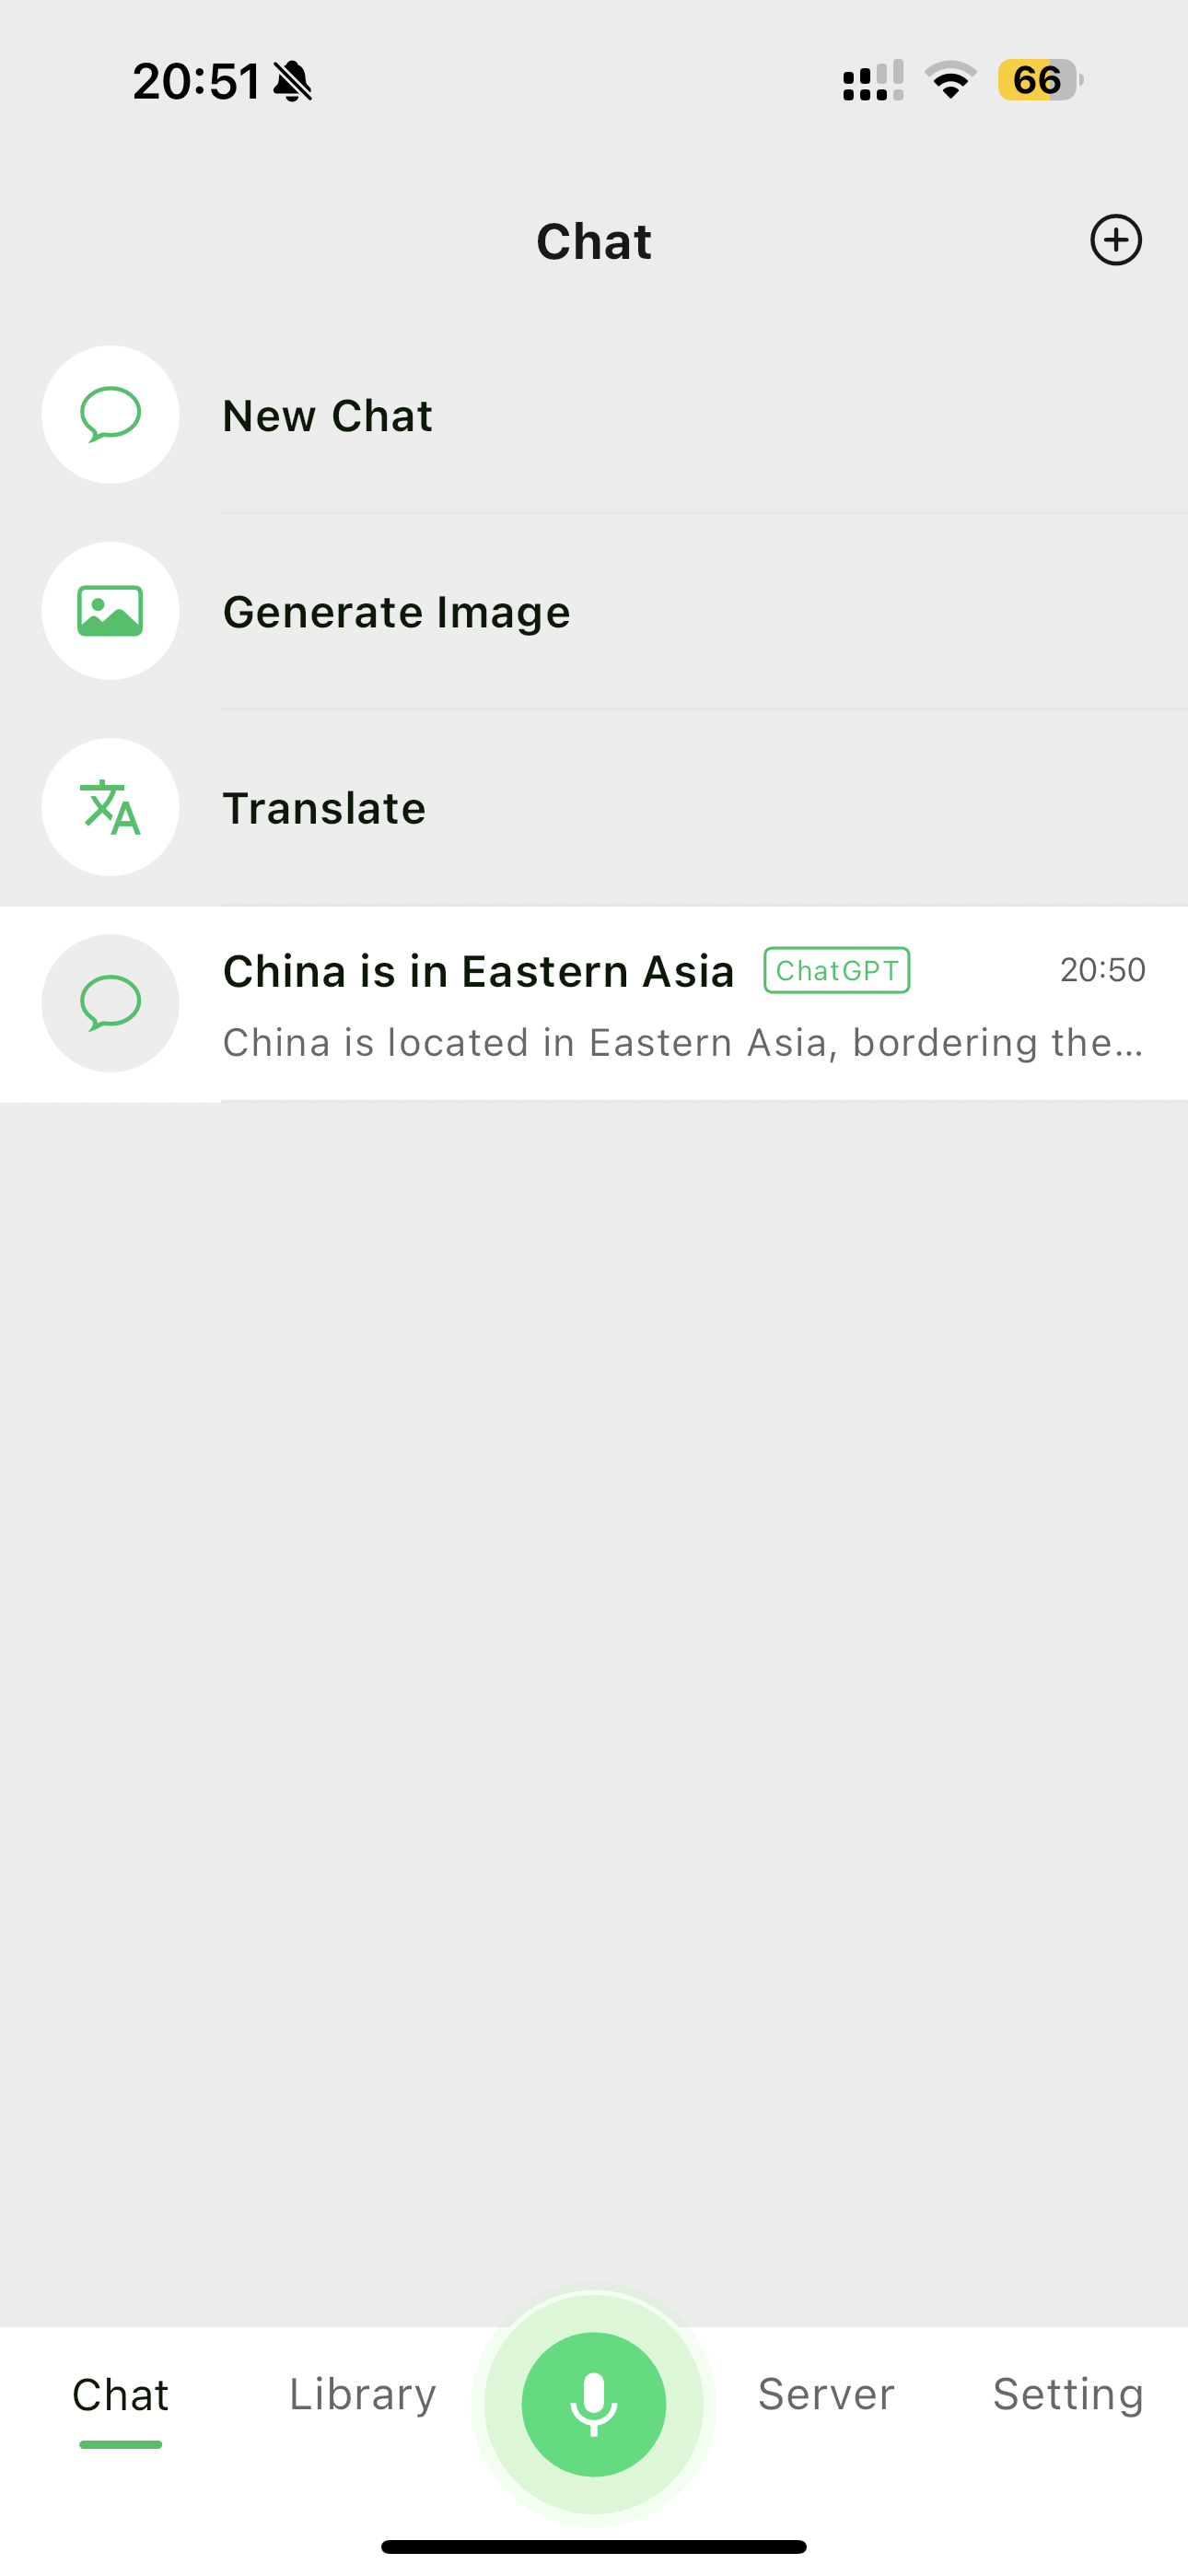 20:51
66
Chat
New Chat
Generate Image
Translate
China is in Eastern Asia ChatGPT 20:50
China is located in Eastern Asia, bordering the...
Chat Library Server Setting